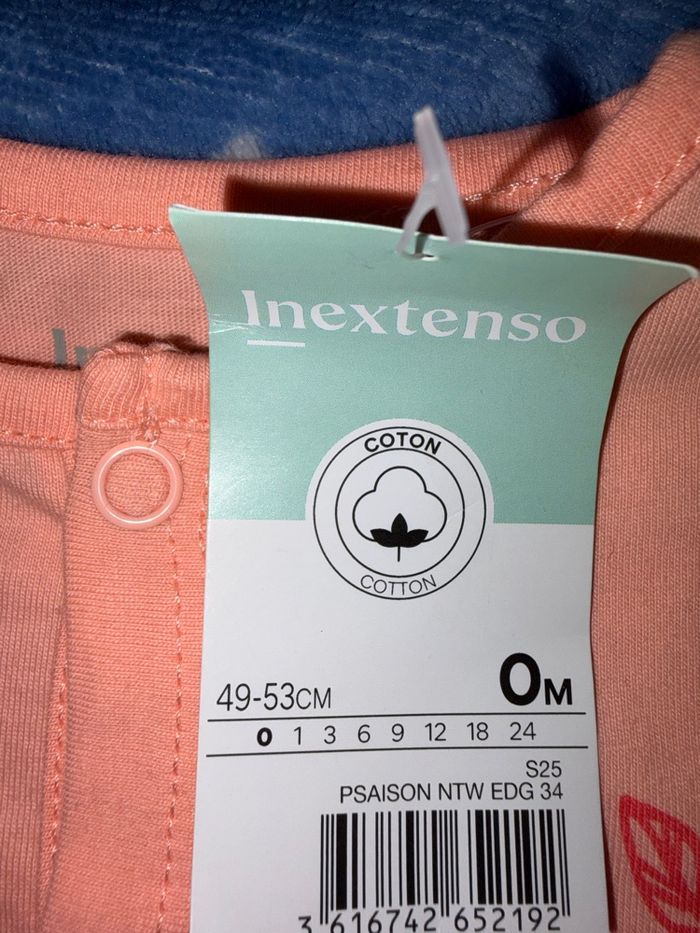 Inextenso
In
COTON
COTTON
49-53CM
0M
0 1 3 6 9 12 18 24
S25
PSAISON NTW EDG 34
3 616742 652192